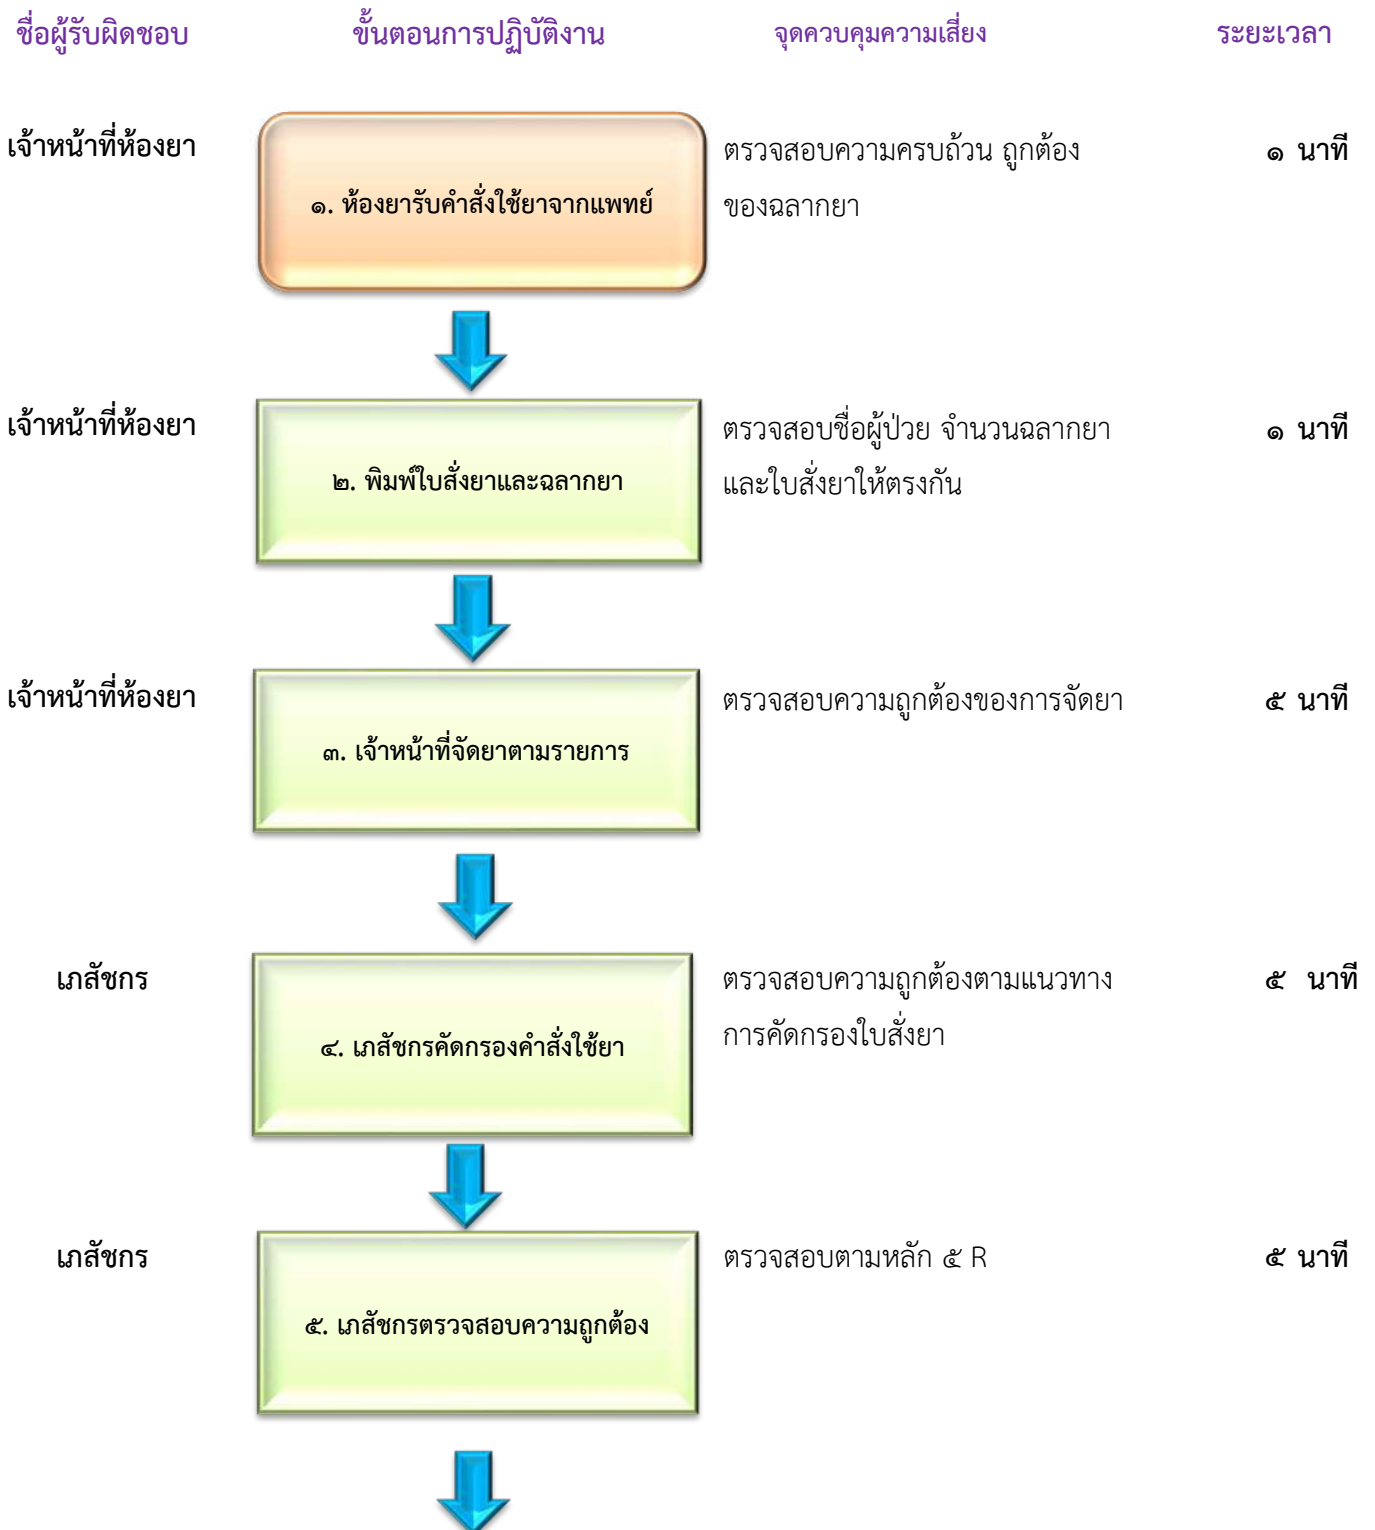 ชื่อผู้รับผิดชอบ ขั้นตอนการปฏิบัติงาน จุดควบคุมความเสี่ยง ระยะเวลา
เจ้าหน้าที่ห้องยา
๑. ห้องยารับคำสั่งใช้ยาจากแพทย์
ตรวจสอบความครบถ้วน ถูกต้อง
ของฉลากยา
๑ นาที
เจ้าหน้าที่ห้องยา
๒. พิมพ์ใบสั่งยาและฉลากยา
ตรวจสอบชื่อผู้ป่วย จำนวนฉลากยา
และใบสั่งยาให้ตรงกัน
๑ นาที
เจ้าหน้าที่ห้องยา
๓. เจ้าหน้าที่จัดยาตามรายการ
ตรวจสอบความถูกต้องของการจัดยา
๕ นาที
เภสัชกร
๔. เภสัชกรคัดกรองคำสั่งใช้ยา
ตรวจสอบความถูกต้องตามแนวทาง
การคัดกรองใบสั่งยา
๕ นาที
เภสัชกร
๕. เภสัชกรตรวจสอบความถูกต้อง
ตรวจสอบตามหลัก ๕ R
๕ นาที